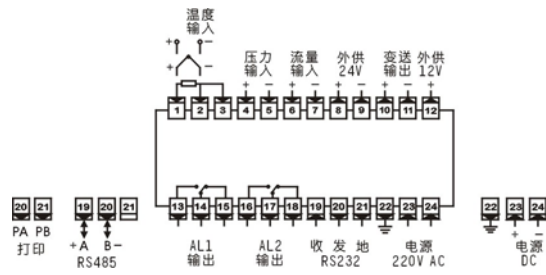 温度
输入
+ −
+ −
压力 流量 外供 变送 外供
输入 输入 24V 输出 12V
+ − + − + − + − +
1 2 3 4 5 6 7 8 9 10 11 12
20 21 19 20 21 13 14 15 16 17 18 19 20 21 22 23 24 22 23 24
PA PB +A B− AL1 AL2 收 发 地 电源 + −
打印 RS485 输出 输出 RS232 220V AC 电源
DC